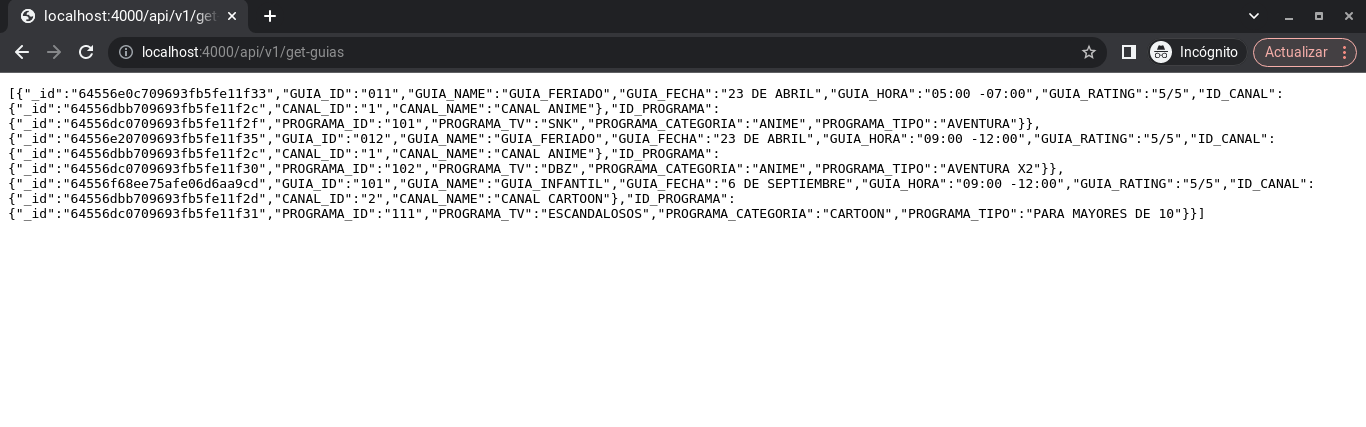 localhost:4000/api/v1/get
localhost:4000/api/v1/get-guias
Incógnito
Actualizar
[{"_id":"64556e0c709693fb5fe11f33","GUIA_ID":"011","GUIA_NAME":"GUIA_FERIADO","GUIA_FECHA":"23 DE ABRIL","GUIA_HORA":"05:00 -07:00","GUIA_RATING":"5/5","ID_CANAL":
{"_id":"64556dbb709693fb5fe11f2c","CANAL_ID":"1","CANAL_NAME":"CANAL ANIME"},"ID_PROGRAMA":
{"_id":"64556dc0709693fb5fe11f2f","PROGRAMA_ID":"101","PROGRAMA_TV":"SNK","PROGRAMA_CATEGORIA":"ANIME","PROGRAMA_TIPO":"AVENTURA"}},
{"_id":"64556e20709693fb5fe11f35","GUIA_ID":"012","GUIA_NAME":"GUIA_FERIADO","GUIA_FECHA":"23 DE ABRIL","GUIA_HORA":"09:00 -12:00","GUIA_RATING":"5/5","ID_CANAL":
{"_id":"64556dbb709693fb5fe11f2c","CANAL_ID":"1","CANAL_NAME":"CANAL ANIME"},"ID_PROGRAMA":
{"_id":"64556dc0709693fb5fe11f30","PROGRAMA_ID":"102","PROGRAMA_TV":"DBZ","PROGRAMA_CATEGORIA":"ANIME","PROGRAMA_TIPO":"AVENTURA X2"}},
{"_id":"64556f68ee75afe06d6aa9cd","GUIA_ID":"101","GUIA_NAME":"GUIA_INFANTIL","GUIA_FECHA":"6 DE SEPTIEMBRE","GUIA_HORA":"09:00 -12:00","GUIA_RATING":"5/5","ID_CANAL":
{"_id":"64556dbb709693fb5fe11f2d","CANAL_ID":"2","CANAL_NAME":"CANAL CARTOON"},"ID_PROGRAMA":
{"_id":"64556dc0709693fb5fe11f31","PROGRAMA_ID":"111","PROGRAMA_TV":"ESCANDALOSOS","PROGRAMA_CATEGORIA":"CARTOON","PROGRAMA_TIPO":"PARA MAYORES DE 10"}}]